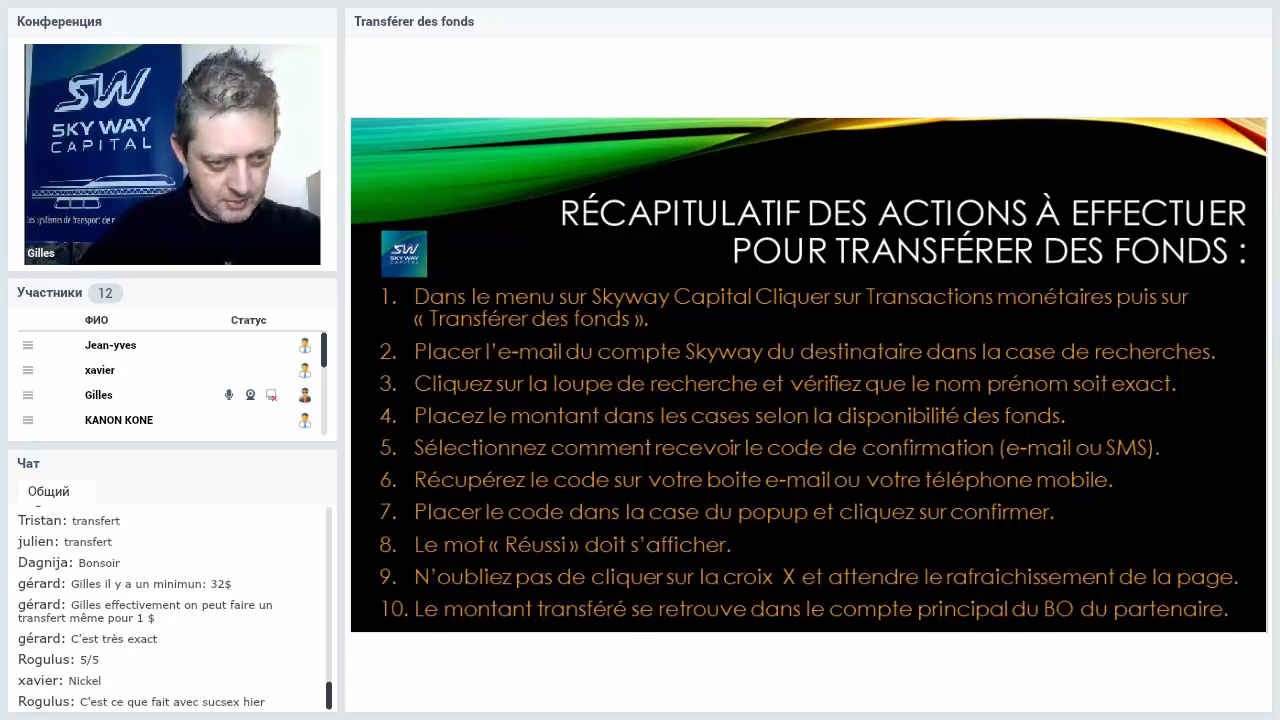 Конференция
SW
SKY WAY
CAPITAL
Les systèmes de transport de n
Gilles
Участники 12
ФИО Статус
Jean-yves
xavier
Gilles
KANON KONE
Чат
Общий
Tristan: transfert
julien: transfert
Dagnija: Bonsoir
gérard: Gilles il y a un minimun: 32$
gérard: Gilles effectivement on peut faire un
transfert même pour 1 $
gérard: C'est très exact
Rogulus: 5/5
xavier: Nickel
Rogulus: C'est ce que fait avec sucsex hier
Transférer des fonds
RÉCAPITULATIF DES ACTIONS À EFFECTUER
POUR TRANSFÉRER DES FONDS :
SW
SKY WAY
CAPITAL
1. Dans le menu sur Skyway Capital Cliquer sur Transactions monétaires puis sur
« Transférer des fonds ».
2. Placer l’e-mail du compte Skyway du destinataire dans la case de recherches.
3. Cliquez sur la loupe de recherche et vérifiez que le nom prénom soit exact.
4. Placez le montant dans les cases selon la disponibilité des fonds.
5. Sélectionnez comment recevoir le code de confirmation (e-mail ou SMS).
6. Récupérez le code sur votre boite e-mail ou votre téléphone mobile.
7. Placer le code dans la case du popup et cliquez sur confirmer.
8. Le mot « Réussi » doit s’afficher.
9. N’oubliez pas de cliquer sur la croix X et attendre le rafraichissement de la page.
10. Le montant transféré se retrouve dans le compte principal du BO du partenaire.